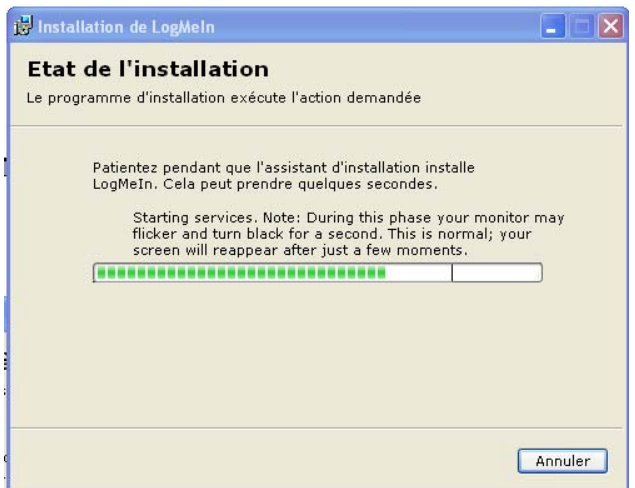 Installation de LogMeIn
Etat de l'installation
Le programme d'installation exécute l'action demandée
Patientez pendant que l'assistant d'installation installe
LogMeIn. Cela peut prendre quelques secondes.
Starting services. Note: During this phase your monitor may
flicker and turn black for a second. This is normal; your
screen will reappear after just a few moments.
Annuler